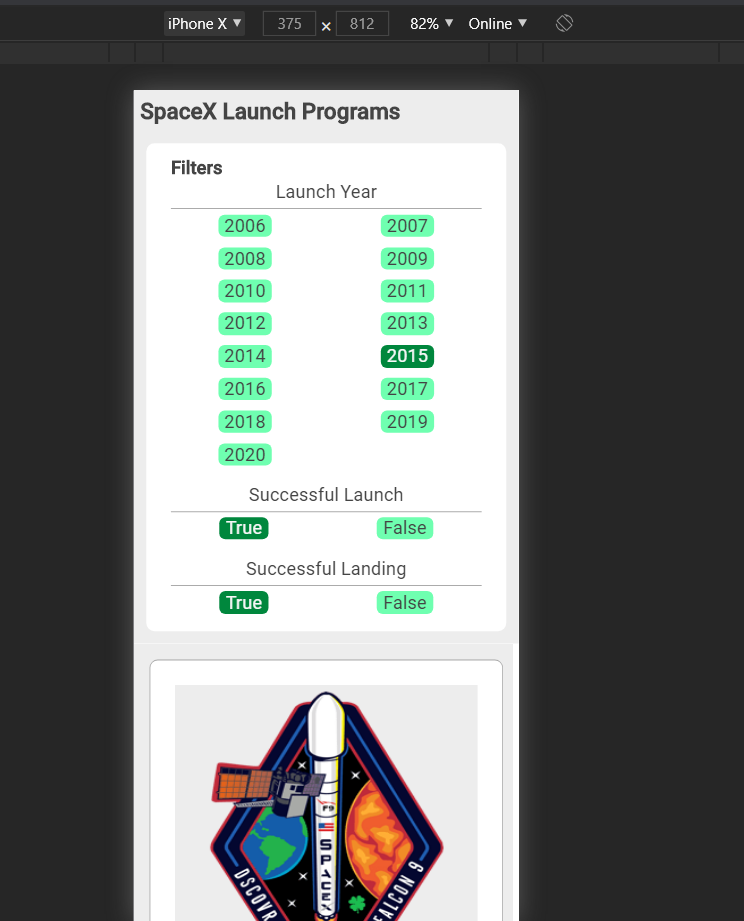 iPhone X ▼ 375 × 812 82% ▼ Online ▼
SpaceX Launch Programs
Filters
Launch Year
2006 2007
2008 2009
2010 2011
2012 2013
2014 2015
2016 2017
2018 2019
2020
Successful Launch
True False
Successful Landing
True False
F9
SPACEX
DSCOVR
FALCON 9